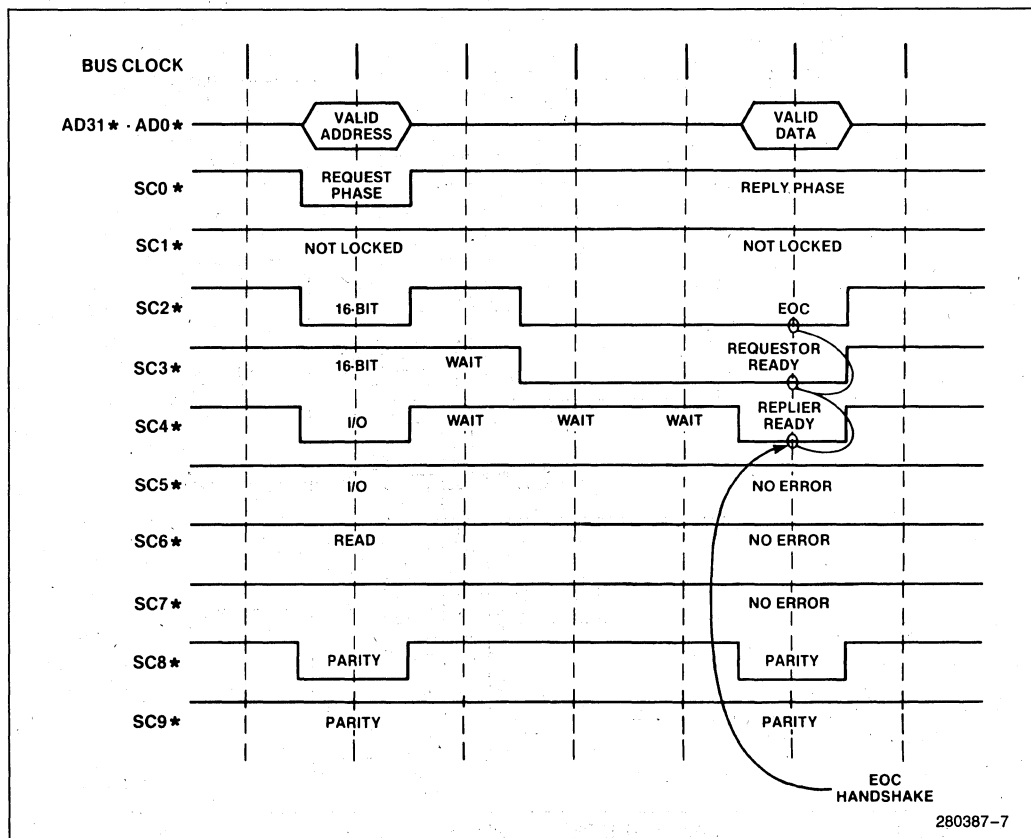 BUS CLOCK
AD31* - AD0*
VALID
ADDRESS
VALID
DATA
SC0*
REQUEST
PHASE
REPLY PHASE
SC1*
NOT LOCKED
NOT LOCKED
SC2*
16-BIT
EOC
SC3*
16-BIT
WAIT
REQUESTOR
READY
SC4*
I/O
WAIT
WAIT
WAIT
REPLIER
READY
SC5*
I/O
NO ERROR
SC6*
READ
NO ERROR
SC7*
NO ERROR
SC8*
PARITY
PARITY
SC9*
PARITY
PARITY
EOC
HANDSHAKE
280387-7